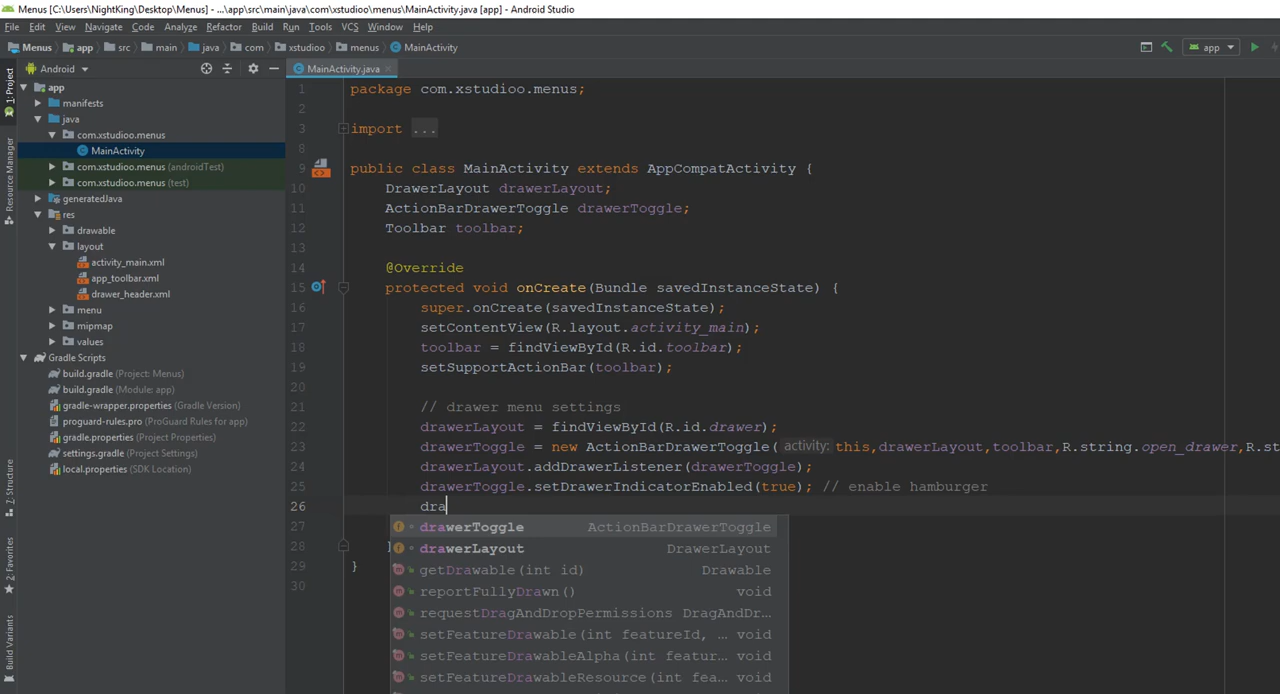 Menus [C:\Users\NightKing\Desktop\Menus] - ...\app\src\main\java\com\xstudioo\menus\MainActivity.java [app] - Android Studio
File Edit View Navigate Code Analyze Refactor Build Run Tools VCS Window Help
Menus app src main java com xstudioo menus MainActivity app
Android MainActivity.java
1: Project
Resource Manager
Z: Structure
2: Favorites
Build Variants
app
manifests
java
com.xstudioo.menus
MainActivity
com.xstudioo.menus (androidTest)
com.xstudioo.menus (test)
generatedJava
res
drawable
layout
activity_main.xml
app_toolbar.xml
drawer_header.xml
menu
mipmap
values
Gradle Scripts
build.gradle (Project: Menus)
build.gradle (Module: app)
gradle-wrapper.properties (Gradle Version)
proguard-rules.pro (ProGuard Rules for app)
gradle.properties (Project Properties)
settings.gradle (Project Settings)
local.properties (SDK Location)
1 package com.xstudioo.menus;
2
3 import ...
8
9 public class MainActivity extends AppCompatActivity {
10 DrawerLayout drawerLayout;
11 ActionBarDrawerToggle drawerToggle;
12 Toolbar toolbar;
13
14 @Override
15 protected void onCreate(Bundle savedInstanceState) {
16 super.onCreate(savedInstanceState);
17 setContentView(R.layout.activity_main);
18 toolbar = findViewById(R.id.toolbar);
19 setSupportActionBar(toolbar);
20
21 // drawer menu settings
22 drawerLayout = findViewById(R.id.drawer);
23 drawerToggle = new ActionBarDrawerToggle( activity: this,drawerLayout,toolbar,R.string.open_drawer,R.st
24 drawerLayout.addDrawerListener(drawerToggle);
25 drawerToggle.setDrawerIndicatorEnabled(true); // enable hamburger
26 dra
27 drawerToggle ActionBarDrawerToggle
28 } drawerLayout DrawerLayout
29 } getDrawable(int id) Drawable
30 reportFullyDrawn() void
requestDragAndDropPermissions DragAndDr...
setFeatureDrawable(int featureId, ... void
setFeatureDrawableAlpha(int featur... void
setFeatureDrawableResource(int fea... void